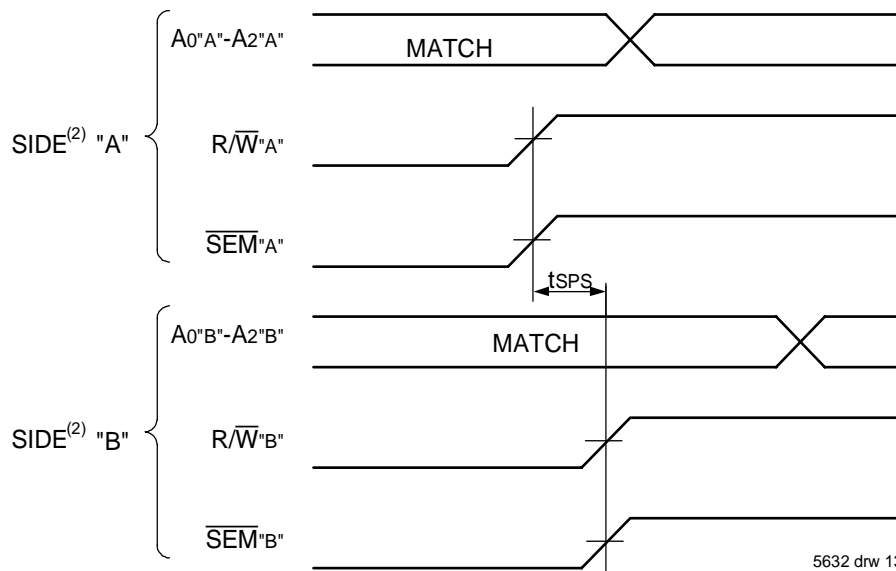 A0"A"-A2"A"
MATCH
SIDE(2) "A"
R/W"A"
SEM"A"
tSPS
A0"B"-A2"B"
MATCH
SIDE(2) "B"
R/W"B"
SEM"B"
5632 drw 13